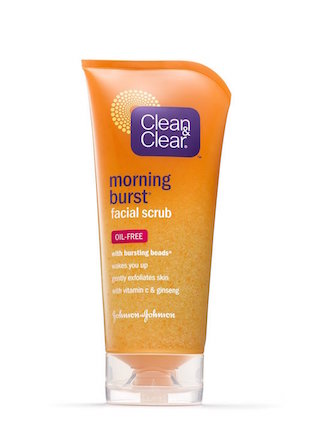 Clean
&
Clear®
™
morning
burst®
facial scrub
OIL-FREE
with bursting beads®
wakes you up
gently exfoliates skin
with vitamin c & ginseng
Johnson & Johnson